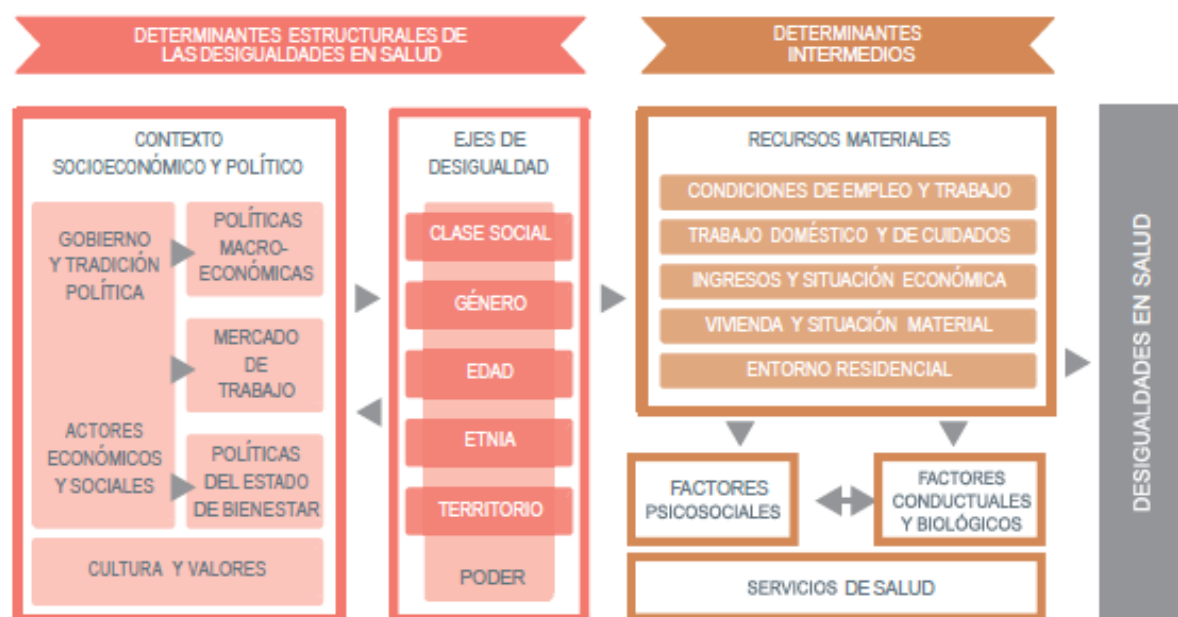 DETERMINANTES ESTRUCTURALES DE
LAS DESIGUALDADES EN SALUD
DETERMINANTES
INTERMEDIOS
CONTEXTO
SOCIOECONÓMICO Y POLÍTICO
GOBIERNO
Y TRADICIÓN
POLÍTICA
ACTORES
ECONÓMICOS
Y SOCIALES
POLÍTICAS
MACRO-
ECONÓMICAS
MERCADO
DE
TRABAJO
POLÍTICAS
DEL ESTADO
DE BIENESTAR
CULTURA Y VALORES
EJES DE
DESIGUALDAD
CLASE SOCIAL
GÉNERO
EDAD
ETNIA
TERRITORIO
PODER
RECURSOS MATERIALES
CONDICIONES DE EMPLEO Y TRABAJO
TRABAJO DOMÉSTICO Y DE CUIDADOS
INGRESOS Y SITUACIÓN ECONÓMICA
VIVIENDA Y SITUACIÓN MATERIAL
ENTORNO RESIDENCIAL
FACTORES
PSICOSOCIALES
FACTORES
CONDUCTUALES
Y BIOLÓGICOS
SERVICIOS DE SALUD
DESIGUALDADES EN SALUD